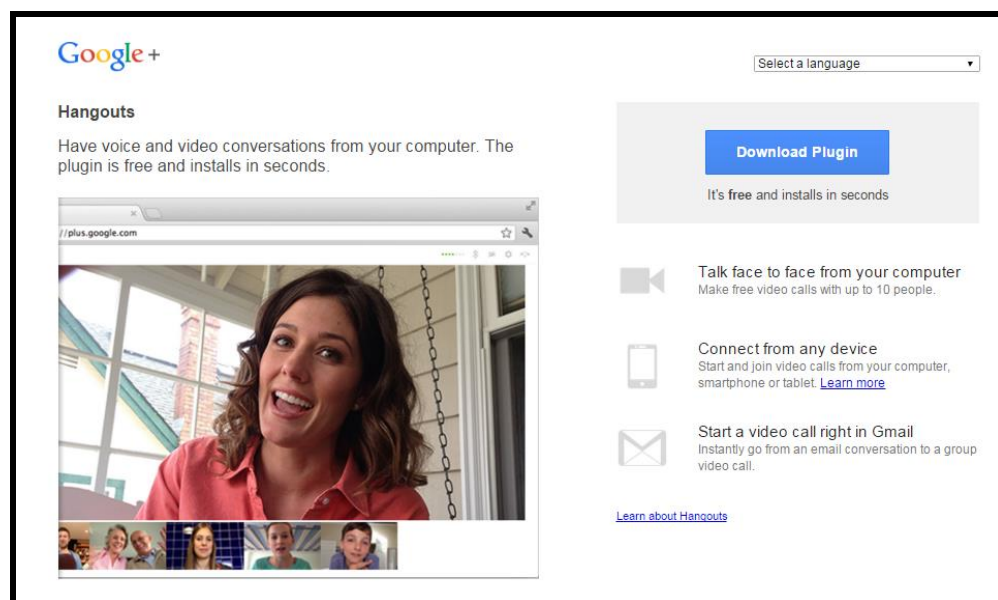 Google+
Select a language
Hangouts
Have voice and video conversations from your computer. The
plugin is free and installs in seconds.
//plus.google.com
Download Plugin
It's free and installs in seconds
Talk face to face from your computer
Make free video calls with up to 10 people.
Connect from any device
Start and join video calls from your computer,
smartphone or tablet. Learn more
Start a video call right in Gmail
Instantly go from an email conversation to a group
video call.
Learn about Hangouts